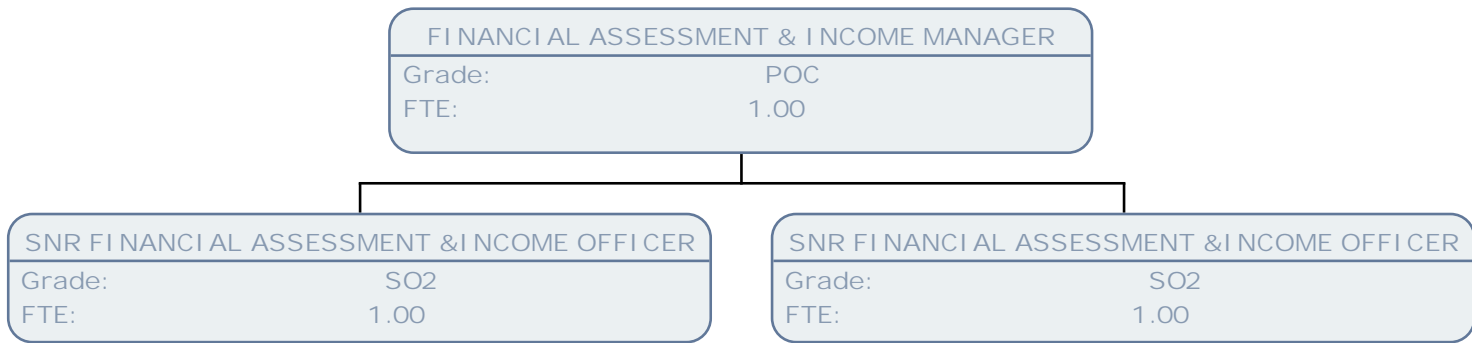 FINANCIAL ASSESSMENT & INCOME MANAGER
Grade: POC
FTE: 1.00
SNR FINANCIAL ASSESSMENT &INCOME OFFICER
Grade: SO2
FTE: 1.00
SNR FINANCIAL ASSESSMENT &INCOME OFFICER
Grade: SO2
FTE: 1.00